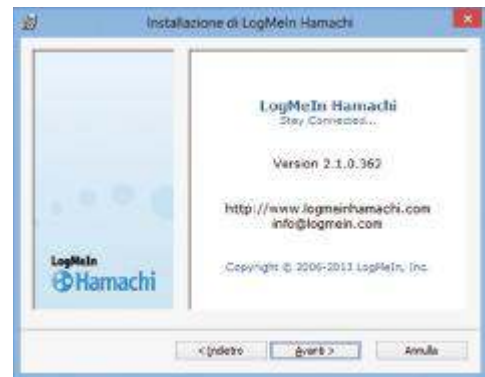 Installazione di LogMeIn Hamachi
LogMeIn Hamachi
Stay Connected...
Version 2.1.0.362
http://www.logmeinhamachi.com
info@logmein.com
Copyright © 2006-2013 LogMeIn, Inc.
LogMeIn
Hamachi
< Indietro
Avanti >
Annulla